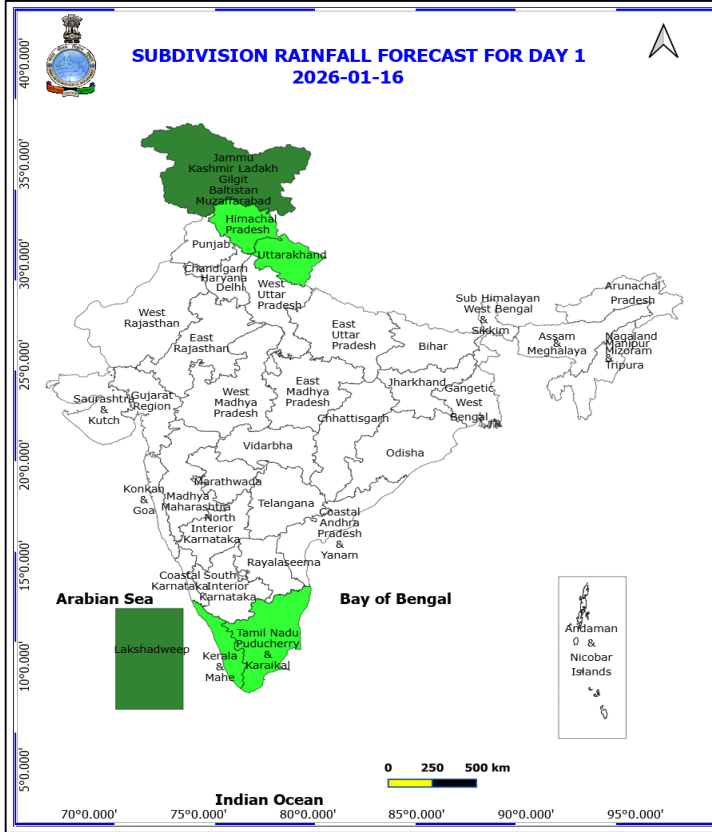 SUBDIVISION RAINFALL FORECAST FOR DAY 1
2026-01-16
40°0.000'
35°0.000'
30°0.000'
25°0.000'
20°0.000'
15°0.000'
10°0.000'
5°0.000'
Jammu
Kashmir Ladakh
Gilgit
Baltistan
Muzaffarabad
Himachal
Pradesh
Punjab
Uttarakhand
Chandigarh
Haryana
Delhi
West
Uttar
Pradesh
West
Rajasthan
East
Rajasthan
East
Uttar
Pradesh
Bihar
Sub Himalayan
West Bengal
&
Sikkim
Arunachal
Pradesh
Assam
&
Meghalaya
Nagaland
Manipur
Mizoram
&
Tripura
Saurashtra
&
Kutch
Gujarat
Region
West
Madhya
Pradesh
East
Madhya
Pradesh
Jharkhand
Gangetic
West
Bengal
Chhattisgarh
Odisha
Vidarbha
Konkan
&
Goa
Madhya
Maharashtra
Marathwada
Telangana
North
Interior
Karnataka
Coastal
Andhra
Pradesh
&
Yanam
Rayalaseema
Coastal
Karnataka
South
Interior
Karnataka
Arabian Sea
Bay of Bengal
Lakshadweep
Kerala
&
Mahe
Tamil Nadu
Puducherry
&
Karaikal
Andaman
&
Nicobar
Islands
0 250 500 km
Indian Ocean
70°0.000' 75°0.000' 80°0.000' 85°0.000' 90°0.000' 95°0.000'